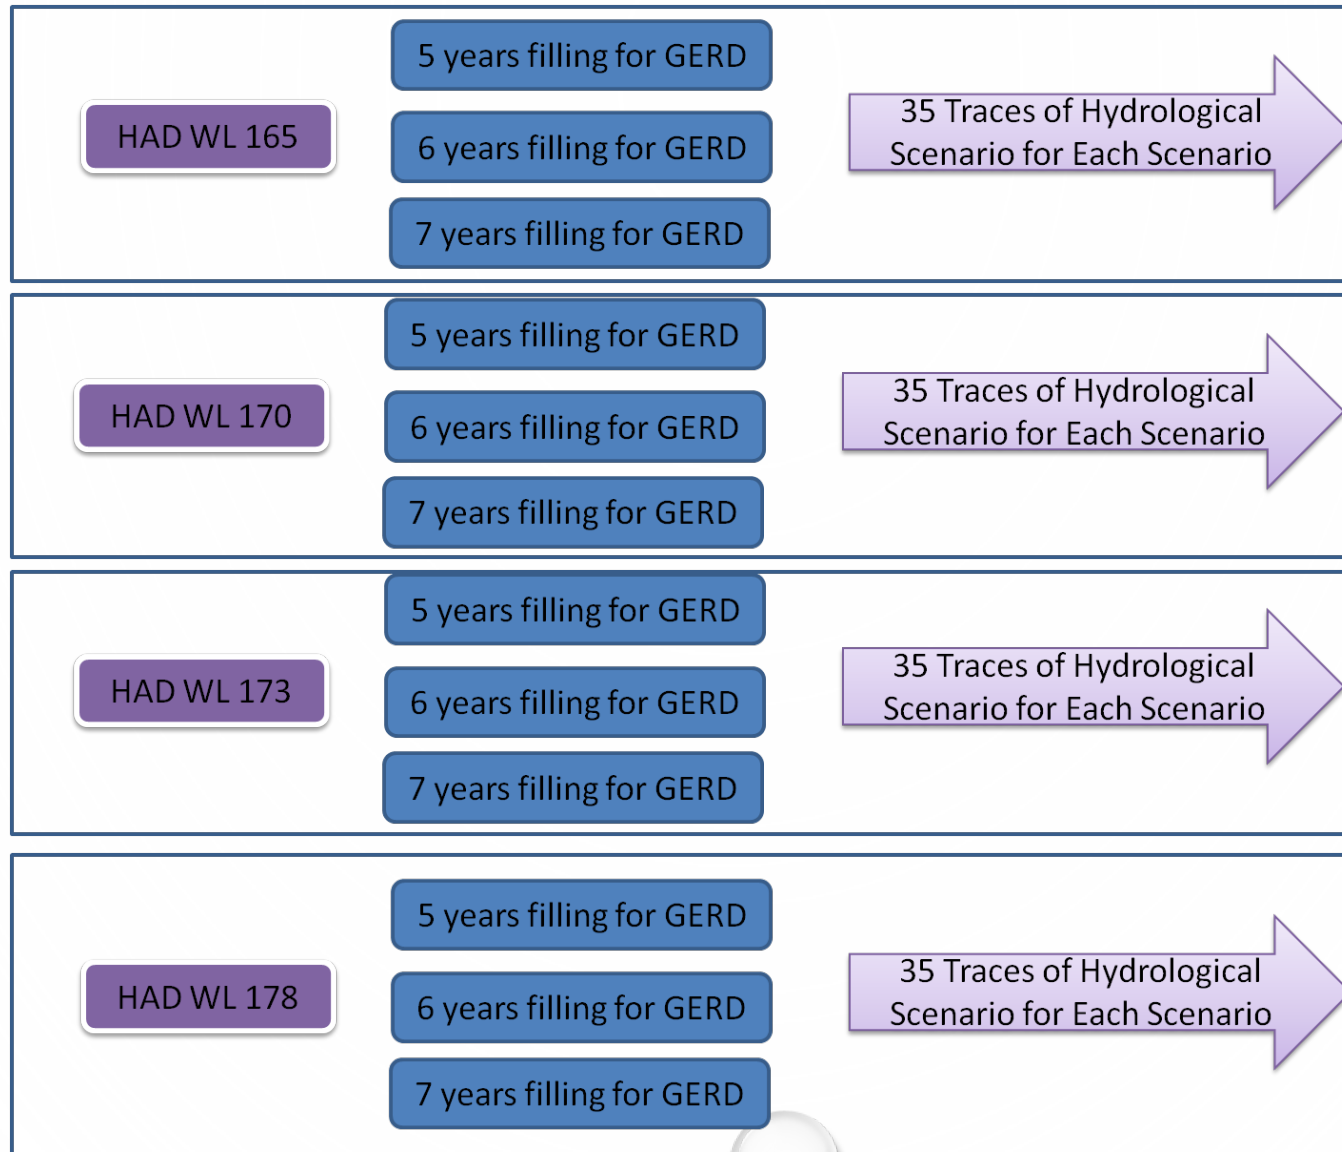 HAD WL 165
5 years filling for GERD
6 years filling for GERD
7 years filling for GERD
35 Traces of Hydrological
Scenario for Each Scenario
HAD WL 170
5 years filling for GERD
6 years filling for GERD
7 years filling for GERD
35 Traces of Hydrological
Scenario for Each Scenario
HAD WL 173
5 years filling for GERD
6 years filling for GERD
7 years filling for GERD
35 Traces of Hydrological
Scenario for Each Scenario
HAD WL 178
5 years filling for GERD
6 years filling for GERD
7 years filling for GERD
35 Traces of Hydrological
Scenario for Each Scenario